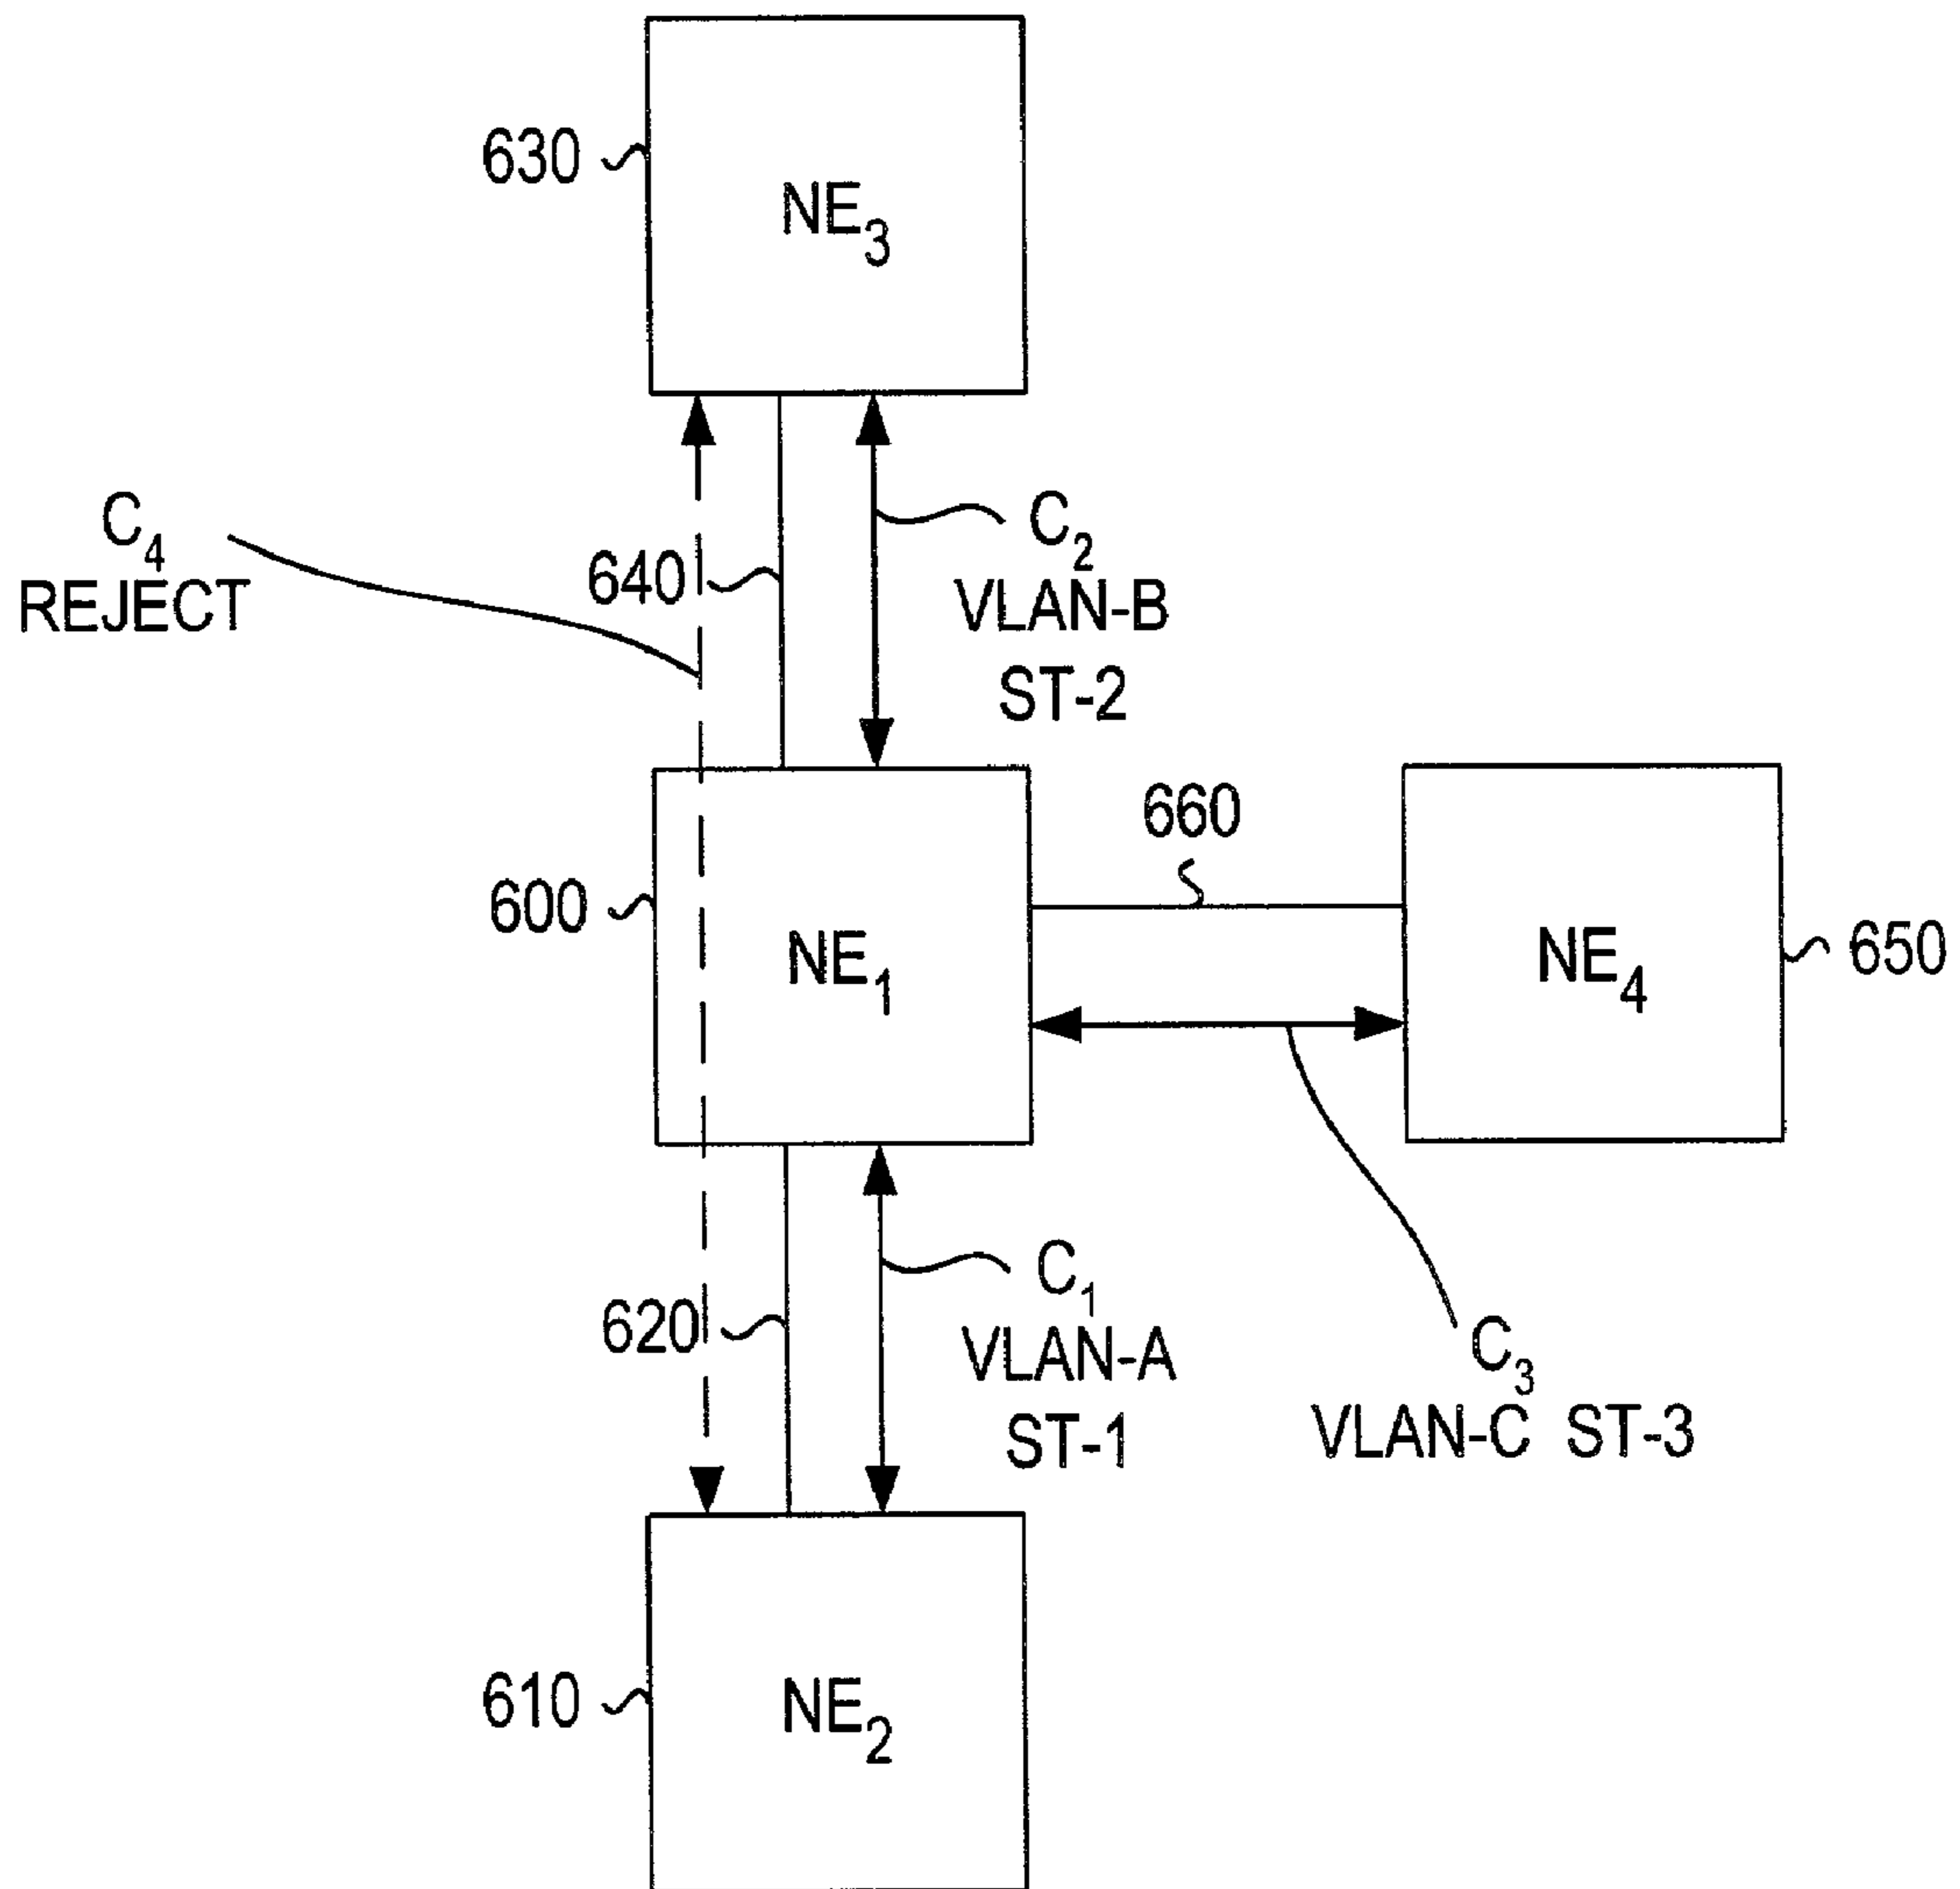 630
NE3
C4
REJECT
640
C2
VLAN-B
ST-2
660
600
NE1
NE4
650
620
C1
VLAN-A
ST-1
C3
VLAN-C ST-3
610
NE2